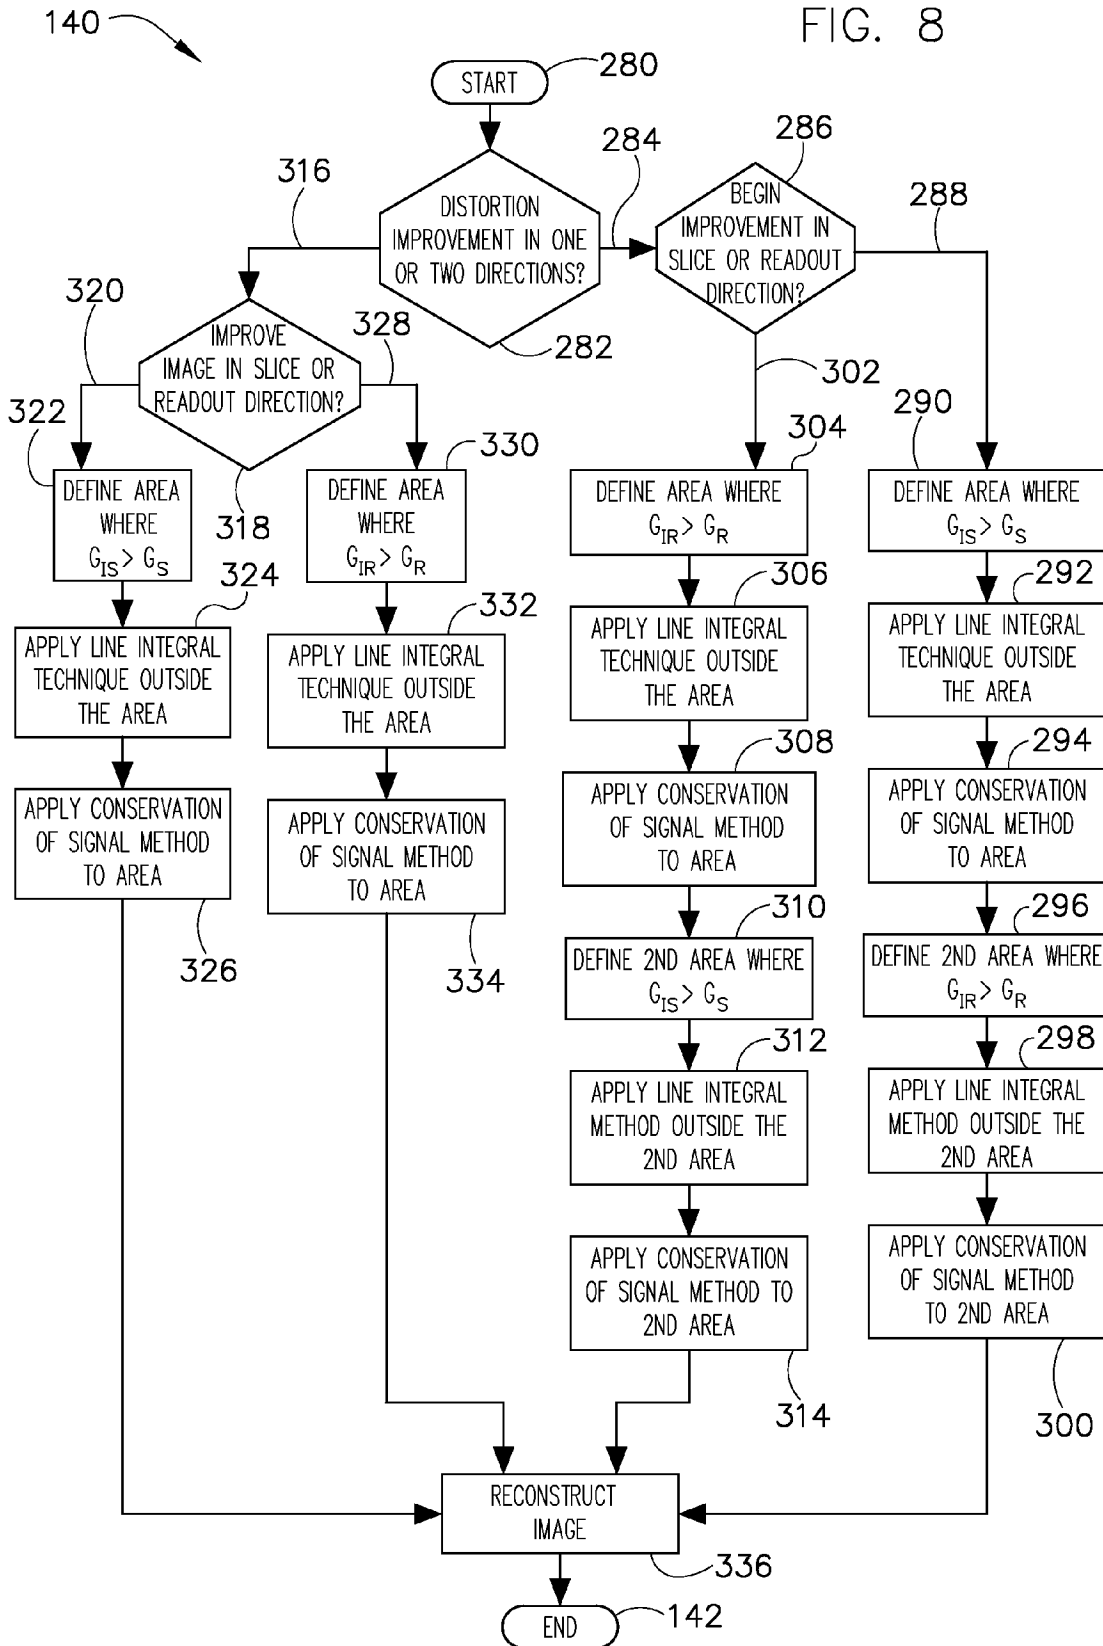 140
FIG. 8
START
280
284
286
316
DISTORTION
IMPROVEMENT IN ONE
OR TWO DIRECTIONS?
282
BEGIN
IMPROVEMENT IN
SLICE OR READOUT
DIRECTION?
288
302
320
IMPROVE
IMAGE IN SLICE OR
READOUT DIRECTION?
318
328
322
DEFINE AREA
WHERE
G_IS > G_S
330
DEFINE AREA
WHERE
G_IR > G_R
304
DEFINE AREA WHERE
G_IR > G_R
290
DEFINE AREA WHERE
G_IS > G_S
324
APPLY LINE INTEGRAL
TECHNIQUE OUTSIDE
THE AREA
332
APPLY LINE INTEGRAL
TECHNIQUE OUTSIDE
THE AREA
306
APPLY LINE INTEGRAL
TECHNIQUE OUTSIDE
THE AREA
292
APPLY LINE INTEGRAL
TECHNIQUE OUTSIDE
THE AREA
APPLY CONSERVATION
OF SIGNAL METHOD
TO AREA
326
APPLY CONSERVATION
OF SIGNAL METHOD
TO AREA
334
308
APPLY CONSERVATION
OF SIGNAL METHOD
TO AREA
294
APPLY CONSERVATION
OF SIGNAL METHOD
TO AREA
310
DEFINE 2ND AREA WHERE
G_IS > G_S
296
DEFINE 2ND AREA WHERE
G_IR > G_R
312
APPLY LINE INTEGRAL
METHOD OUTSIDE THE
2ND AREA
298
APPLY LINE INTEGRAL
METHOD OUTSIDE THE
2ND AREA
APPLY CONSERVATION
OF SIGNAL METHOD TO
2ND AREA
314
APPLY CONSERVATION
OF SIGNAL METHOD
TO 2ND AREA
300
RECONSTRUCT
IMAGE
336
END
142